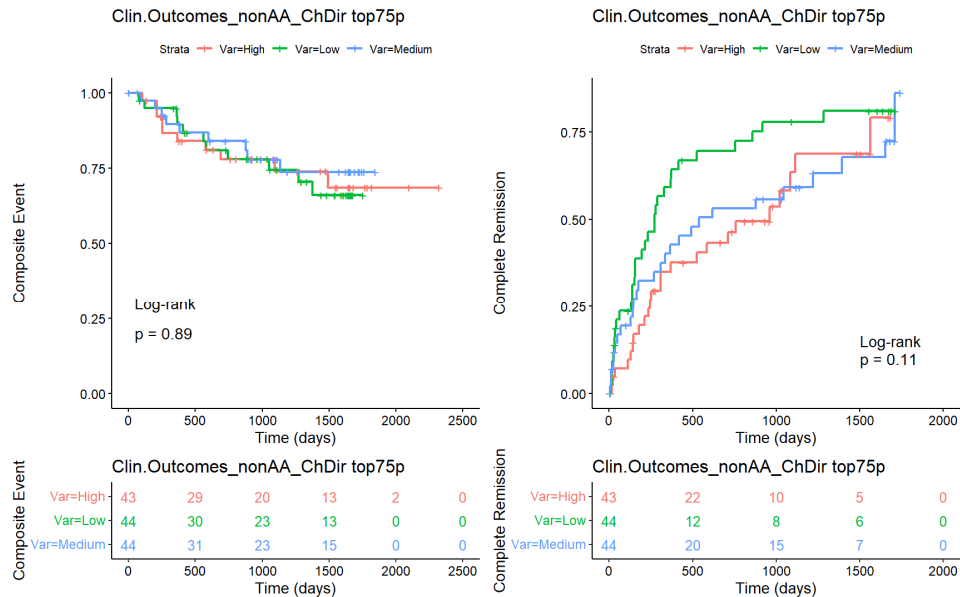 Clin.Outcomes_nonAA_ChDir top75p
Strata Var=High Var=Low Var=Medium
Composite Event
1.00
0.75
0.50
0.25
0.00
Log-rank
p = 0.89
0 500 1000 1500 2000 2500
Time (days)
Clin.Outcomes_nonAA_ChDir top75p
Composite Event
Var=High 43 29 20 13 2 0
Var=Low 44 30 23 13 0 0
Var=Medium 44 31 23 15 0 0
0 500 1000 1500 2000 2500
Time (days)
Clin.Outcomes_nonAA_ChDir top75p
Strata Var=High Var=Low Var=Medium
Complete Remission
0.75
0.50
0.25
0.00
Log-rank
p = 0.11
0 500 1000 1500 2000
Time (days)
Clin.Outcomes_nonAA_ChDir top75p
Complete Remission
Var=High 43 22 10 5 0
Var=Low 44 12 8 6 0
Var=Medium 44 20 15 7 0
0 500 1000 1500 2000
Time (days)